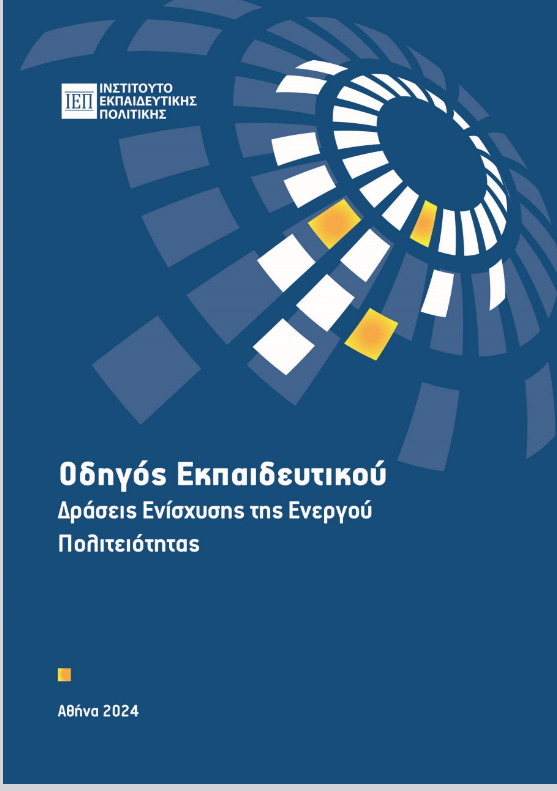 ΙΕΠ
ΙΝΣΤΙΤΟΥΤΟ
ΕΚΠΑΙΔΕΥΤΙΚΗΣ
ΠΟΛΙΤΙΚΗΣ
Οδηγός Εκπαιδευτικού
Δράσεις Ενίσχυσης της Ενεργού
Πολιτειότητας
Αθήνα 2024